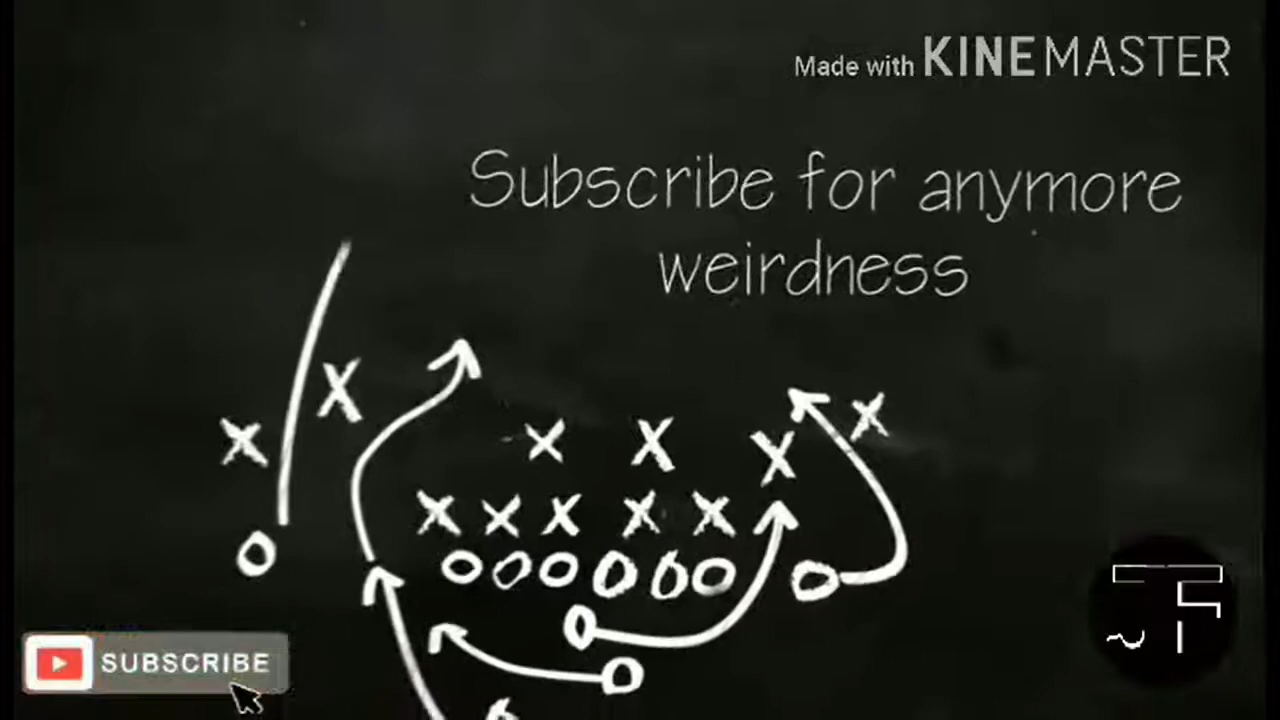 Made with KINEMASTER
Subscribe for anymore
weirdness
X
X X
X X X
X X X X X
O O O O O O O O
O
O
SUBSCRIBE